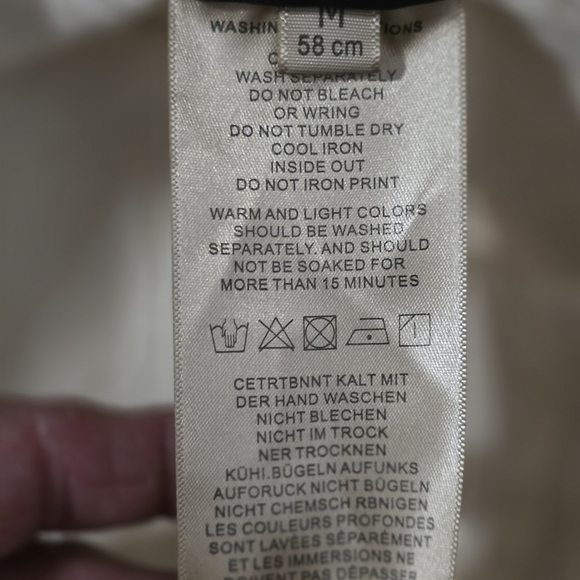 M
58 cm
WASH SEPARATELY
DO NOT BLEACH
OR WRING
DO NOT TUMBLE DRY
COOL IRON
INSIDE OUT
DO NOT IRON PRINT
WARM AND LIGHT COLORS
SHOULD BE WASHED
SEPARATELY. AND SHOULD
NOT BE SOAKED FOR
MORE THAN 15 MINUTES
CETRTBNNT KALT MIT
DER HAND WASCHEN
NICHT BLECHEN
NICHT IM TROCK
NER TROCKNEN
KÜHI.BÜGELN AUFUNKS
AUFORUCK NICHT BÜGELN
NICHT CHEMSCH RBNIGEN
LES COULEURS PROFONDES
SONT LAVÉES SÉPARÉMENT
ET LES IMMERSIONS NE
DOIVENT PAS DÉPASSER